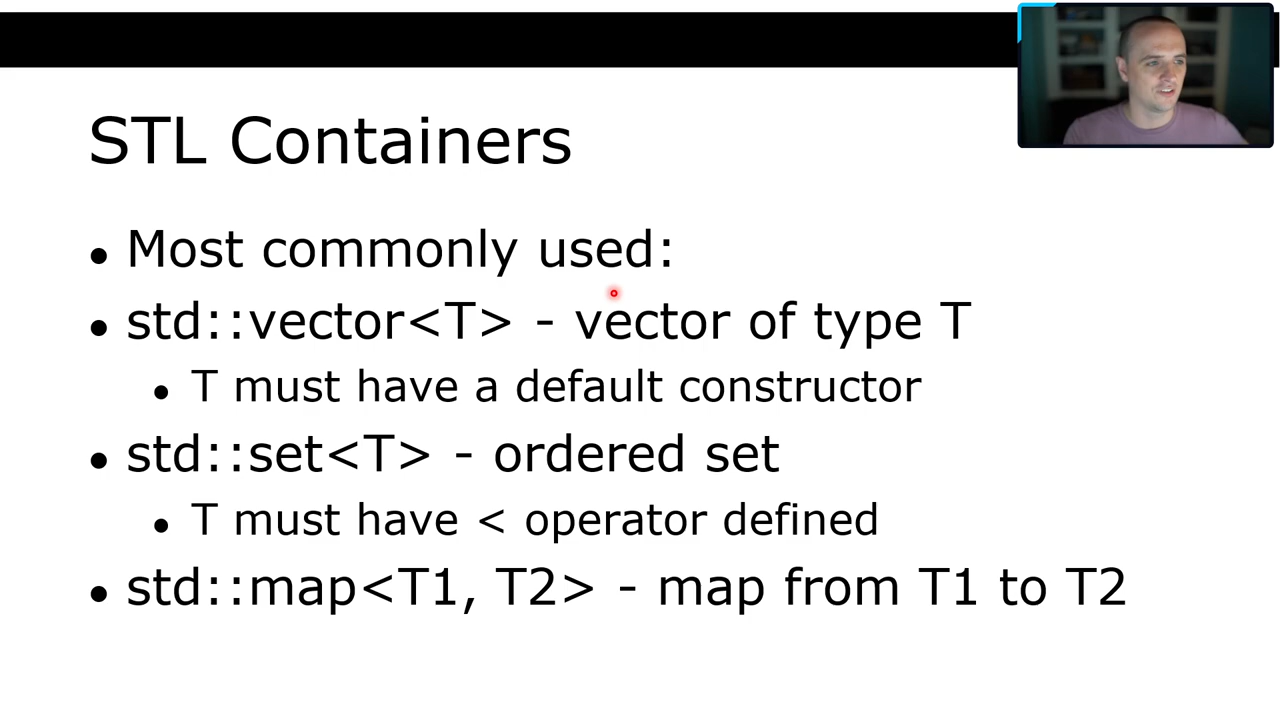 STL Containers
• Most commonly used:
• std::vector<T> - vector of type T
• T must have a default constructor
• std::set<T> - ordered set
• T must have < operator defined
• std::map<T1, T2> - map from T1 to T2